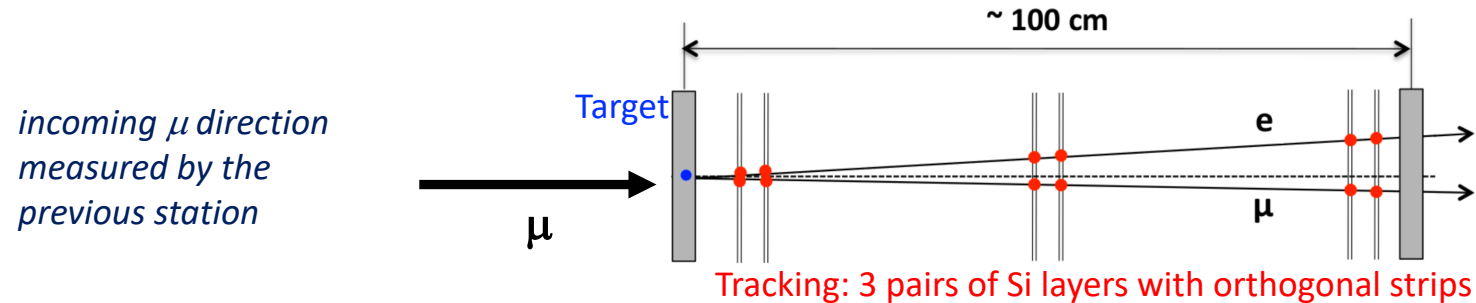 ~ 100 cm
incoming μ direction
measured by the
previous station
Target
e
μ
μ
Tracking: 3 pairs of Si layers with orthogonal strips